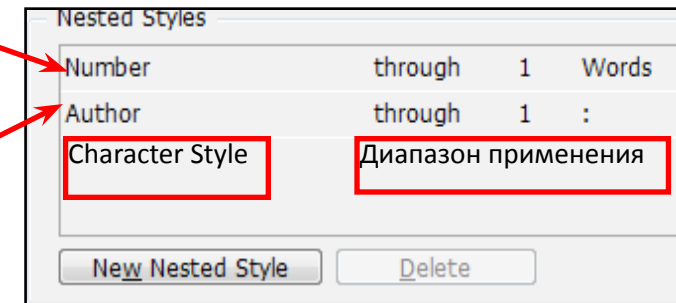 Nested Styles
Number through 1 Words
Author through 1 :
Character Style Диапазон применения
New Nested Style Delete